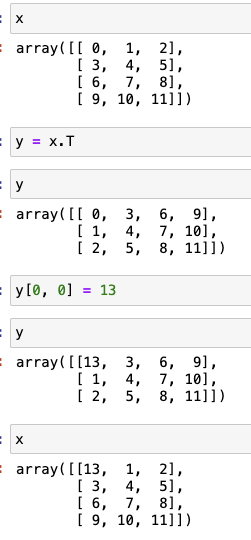 x
array([[ 0,  1,  2],
       [ 3,  4,  5],
       [ 6,  7,  8],
       [ 9, 10, 11]])
y = x.T
y
array([[ 0,  3,  6,  9],
       [ 1,  4,  7, 10],
       [ 2,  5,  8, 11]])
y[0, 0] = 13
y
array([[13,  3,  6,  9],
       [ 1,  4,  7, 10],
       [ 2,  5,  8, 11]])
x
array([[13,  1,  2],
       [ 3,  4,  5],
       [ 6,  7,  8],
       [ 9, 10, 11]])